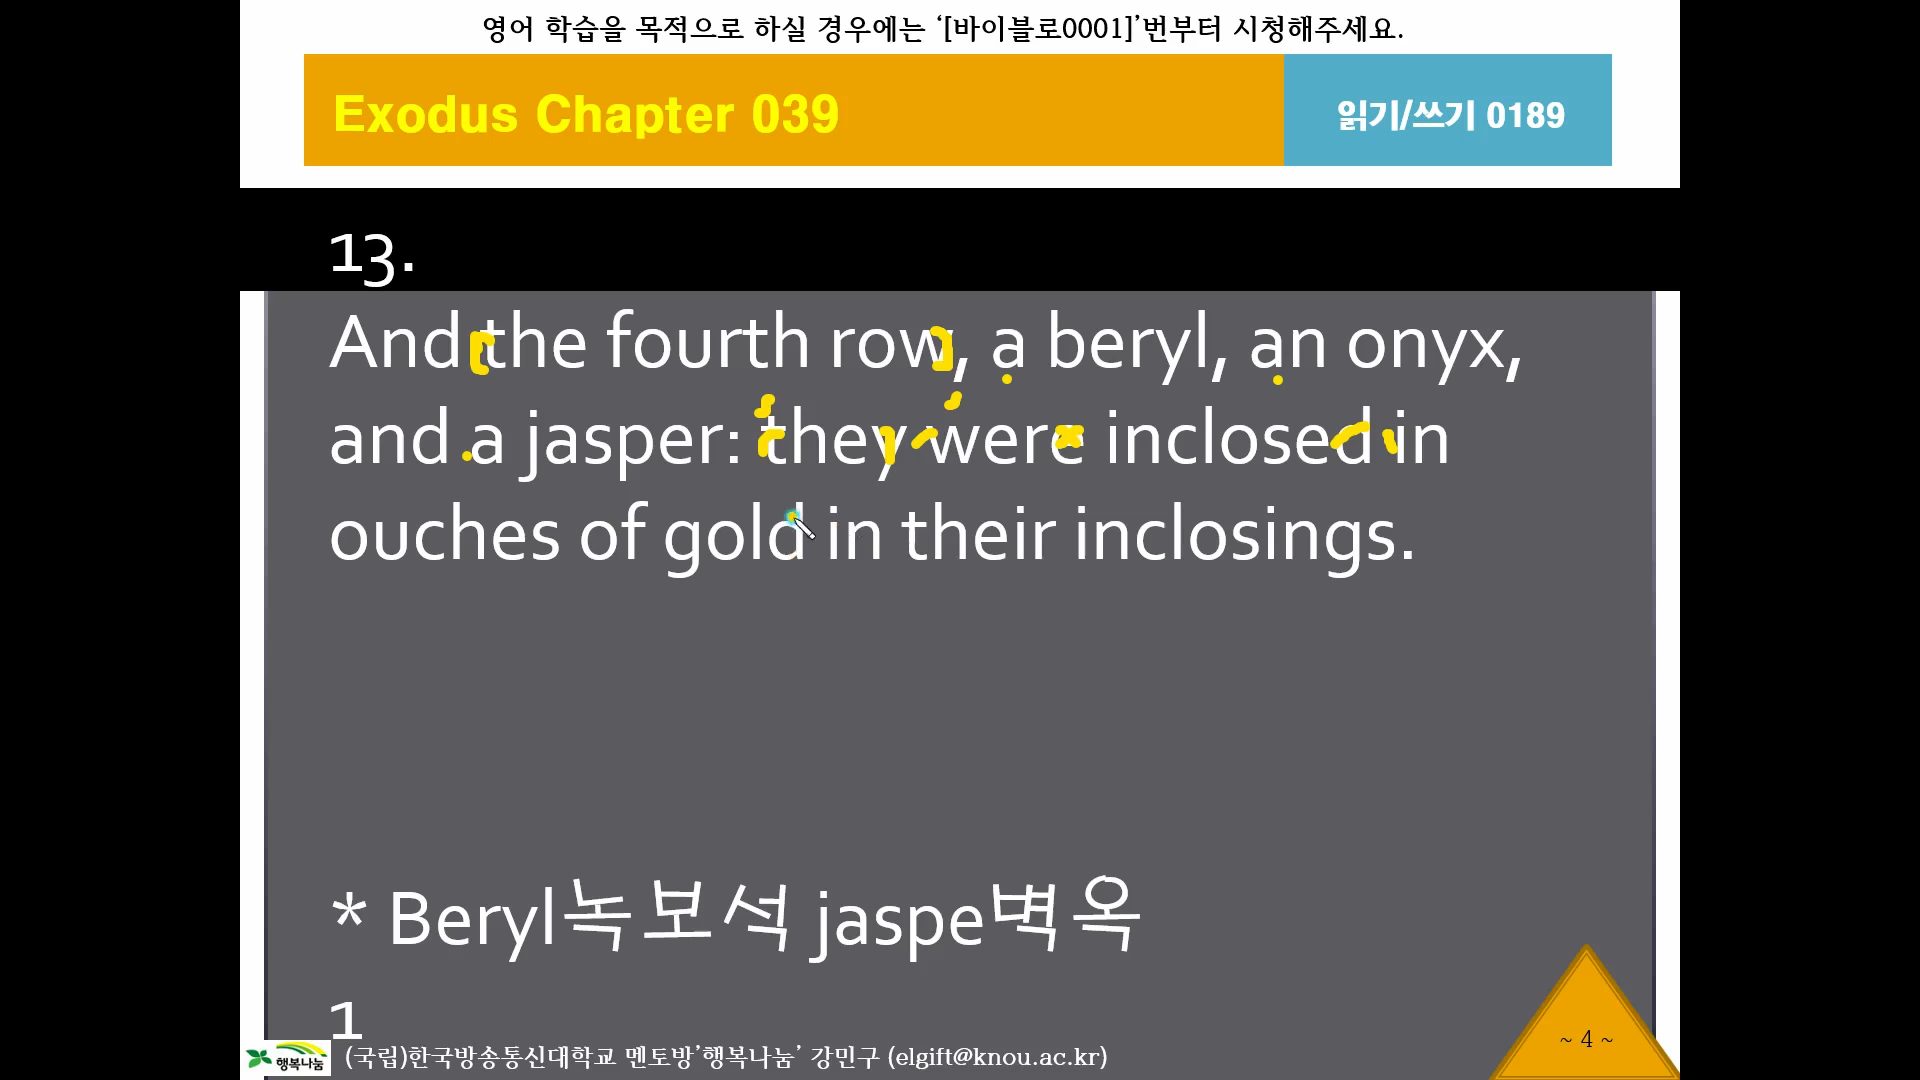 영어 학습을 목적으로 하실 경우에는 ‘[바이블로0001]’번부터 시청해주세요.
Exodus Chapter 039
읽기/쓰기 0189
13.
And the fourth row, a beryl, an onyx,
and a jasper: they were inclosed in
ouches of gold in their inclosings.
* Beryl녹보석 jaspe벽옥
1
행복나눔
(국립)한국방송통신대학교 멘토방’행복나눔’ 강민구 (elgift@knou.ac.kr)
~ 4 ~